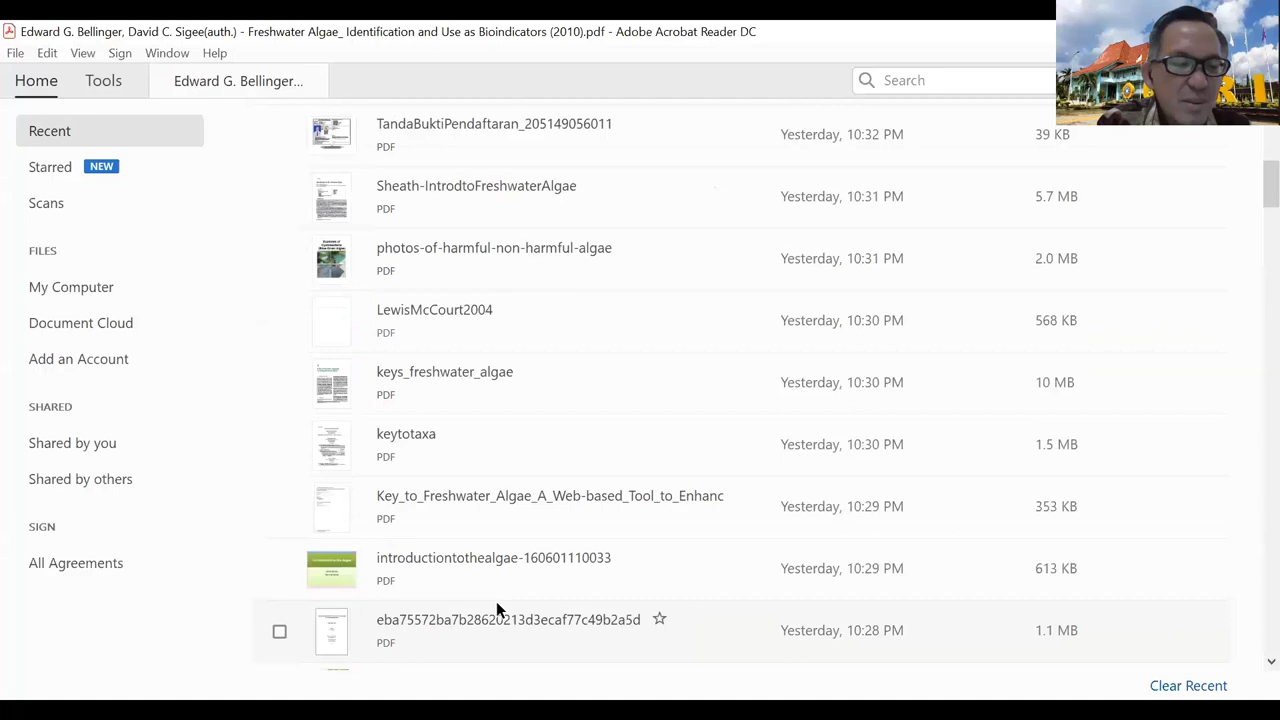 Edward G. Bellinger, David C. Sigee(auth.) - Freshwater Algae_ Identification and Use as Bioindicators (2010).pdf - Adobe Acrobat Reader DC
File Edit View Sign Window Help
Home Tools Edward G. Bellinger... Search
Recent
Starred NEW
Scans
FILES
My Computer
Document Cloud
Add an Account
SHARED
Shared by you
Shared by others
SIGN
All Agreements
TandaBuktiPendaftaran_205149056011 Yesterday, 10:32 PM 39 KB
PDF
Sheath-IntrodtoFreshwaterAlgae Yesterday, 10:31 PM 5.7 MB
PDF
photos-of-harmful-non-harmful-algae Yesterday, 10:31 PM 2.0 MB
PDF
LewisMcCourt2004 Yesterday, 10:30 PM 568 KB
PDF
keys_freshwater_algae Yesterday, 10:30 PM 10 MB
PDF
keytotaxa Yesterday, 10:30 PM 1.5 MB
PDF
Key_to_Freshwater_Algae_A_Web-based_Tool_to_Enhanc Yesterday, 10:29 PM 353 KB
PDF
introductiontothealgae-160601110033 Yesterday, 10:29 PM 613 KB
PDF
eba75572ba7b28620213d3ecaf77c49b2a5d Yesterday, 10:28 PM 1.1 MB
PDF
Clear Recent